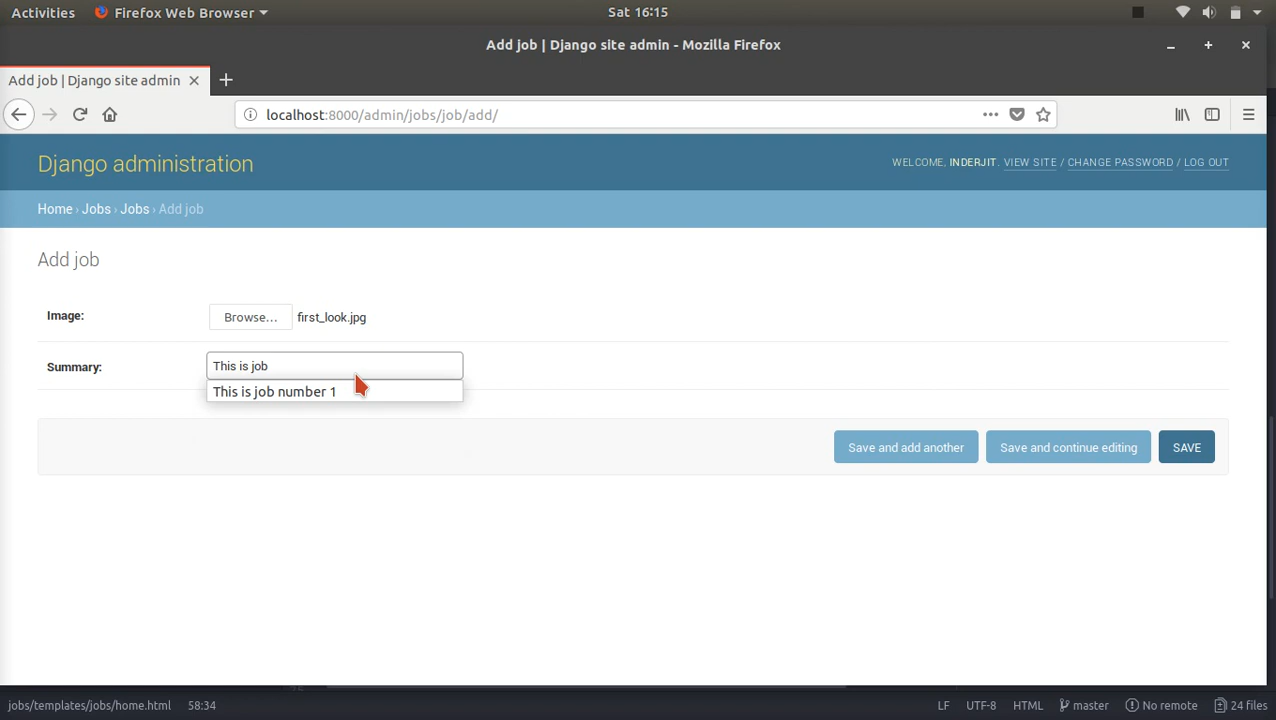 Activities Firefox Web Browser Sat 16:15
Add job | Django site admin - Mozilla Firefox
Add job | Django site admin
localhost:8000/admin/jobs/job/add/
Django administration WELCOME, INDERJIT. VIEW SITE / CHANGE PASSWORD / LOG OUT
Home › Jobs › Jobs › Add job
Add job
Image: Browse... first_look.jpg
Summary: This is job
This is job number 1
Save and add another Save and continue editing SAVE
jobs/templates/jobs/home.html 58:34 LF UTF-8 HTML master No remote 24 files